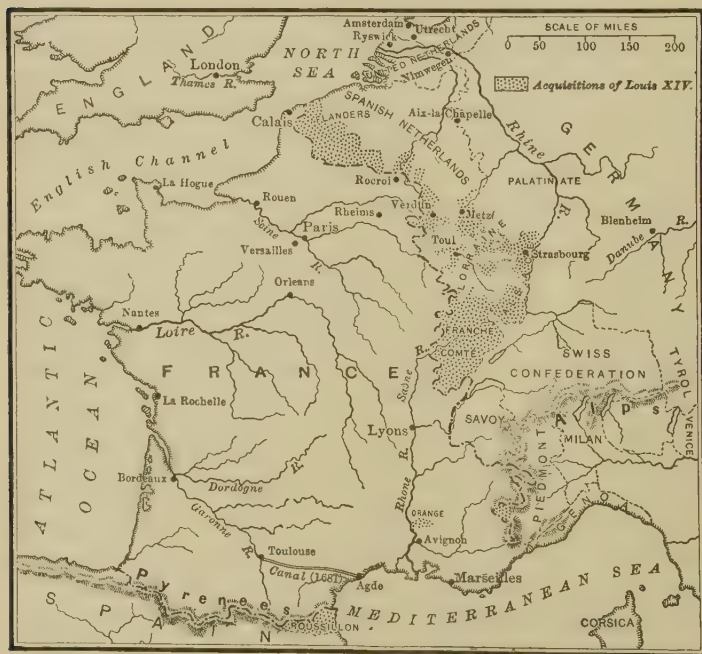 Amsterdam
Utrecht
Ryswick
NORTH
SEA
UNITED NETHERLANDS
Nimwegen
SCALE OF MILES
0 50 100 150 200
Acquisitions of Louis XIV.
ENGLAND
London
Thames R.
Calais
FLANDERS
SPANISH NETHERLANDS
Aix-la Chapelle
Rhine
R.
GERMANY
English Channel
La Hogue
Rouen
Rocroi
PALATINATE
Rheims
Verdun
Metz
Blenheim
Seine
R.
Paris
Versailles
Toul
LORRAINE
Strasbourg
Danube R.
Orleans
Nantes
Loire R.
FRANCHE
COMTÉ
Saône
R.
FRANCE
SWISS
CONFEDERATION
TYROL
ATLANTIC
OCEAN
La Rochelle
SAVOY
Alps
Lyons
MILAN
VENICE
PIEDMONT
Bordeaux
Dordogne R.
Rhone
R.
ORANGE
GENOA
Garonne
R.
Avignon
Toulouse
Canal (1681)
Agde
Marseilles
Pyrenees
MEDITERRANEAN SEA
SPAIN
ROUSSILLON
CORSICA